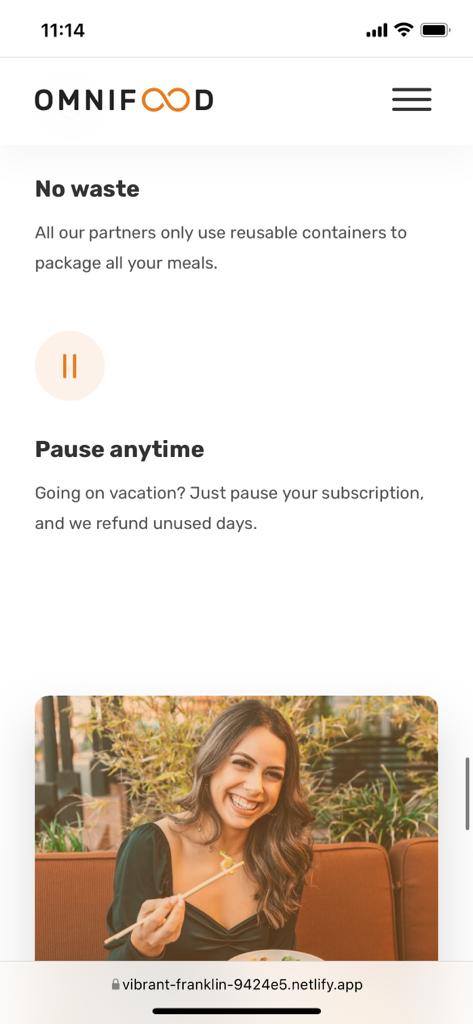 11:14
OMNIFOOD
No waste
All our partners only use reusable containers to
package all your meals.
Pause anytime
Going on vacation? Just pause your subscription,
and we refund unused days.
vibrant-franklin-9424e5.netlify.app